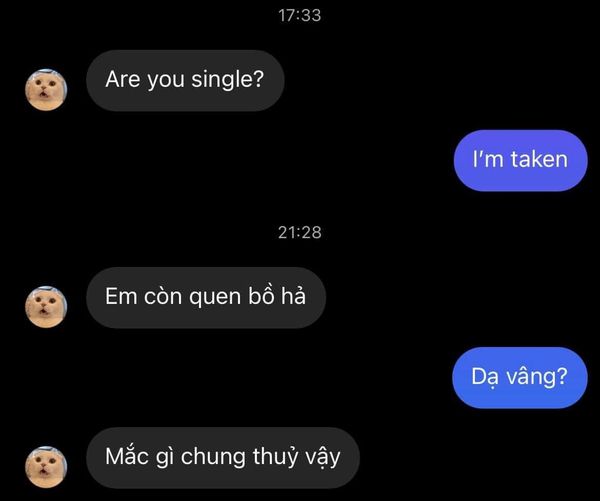 17:33
Are you single?
I'm taken
21:28
Em còn quen bồ hả
Dạ vâng?
Mắc gì chung thuỷ vậy